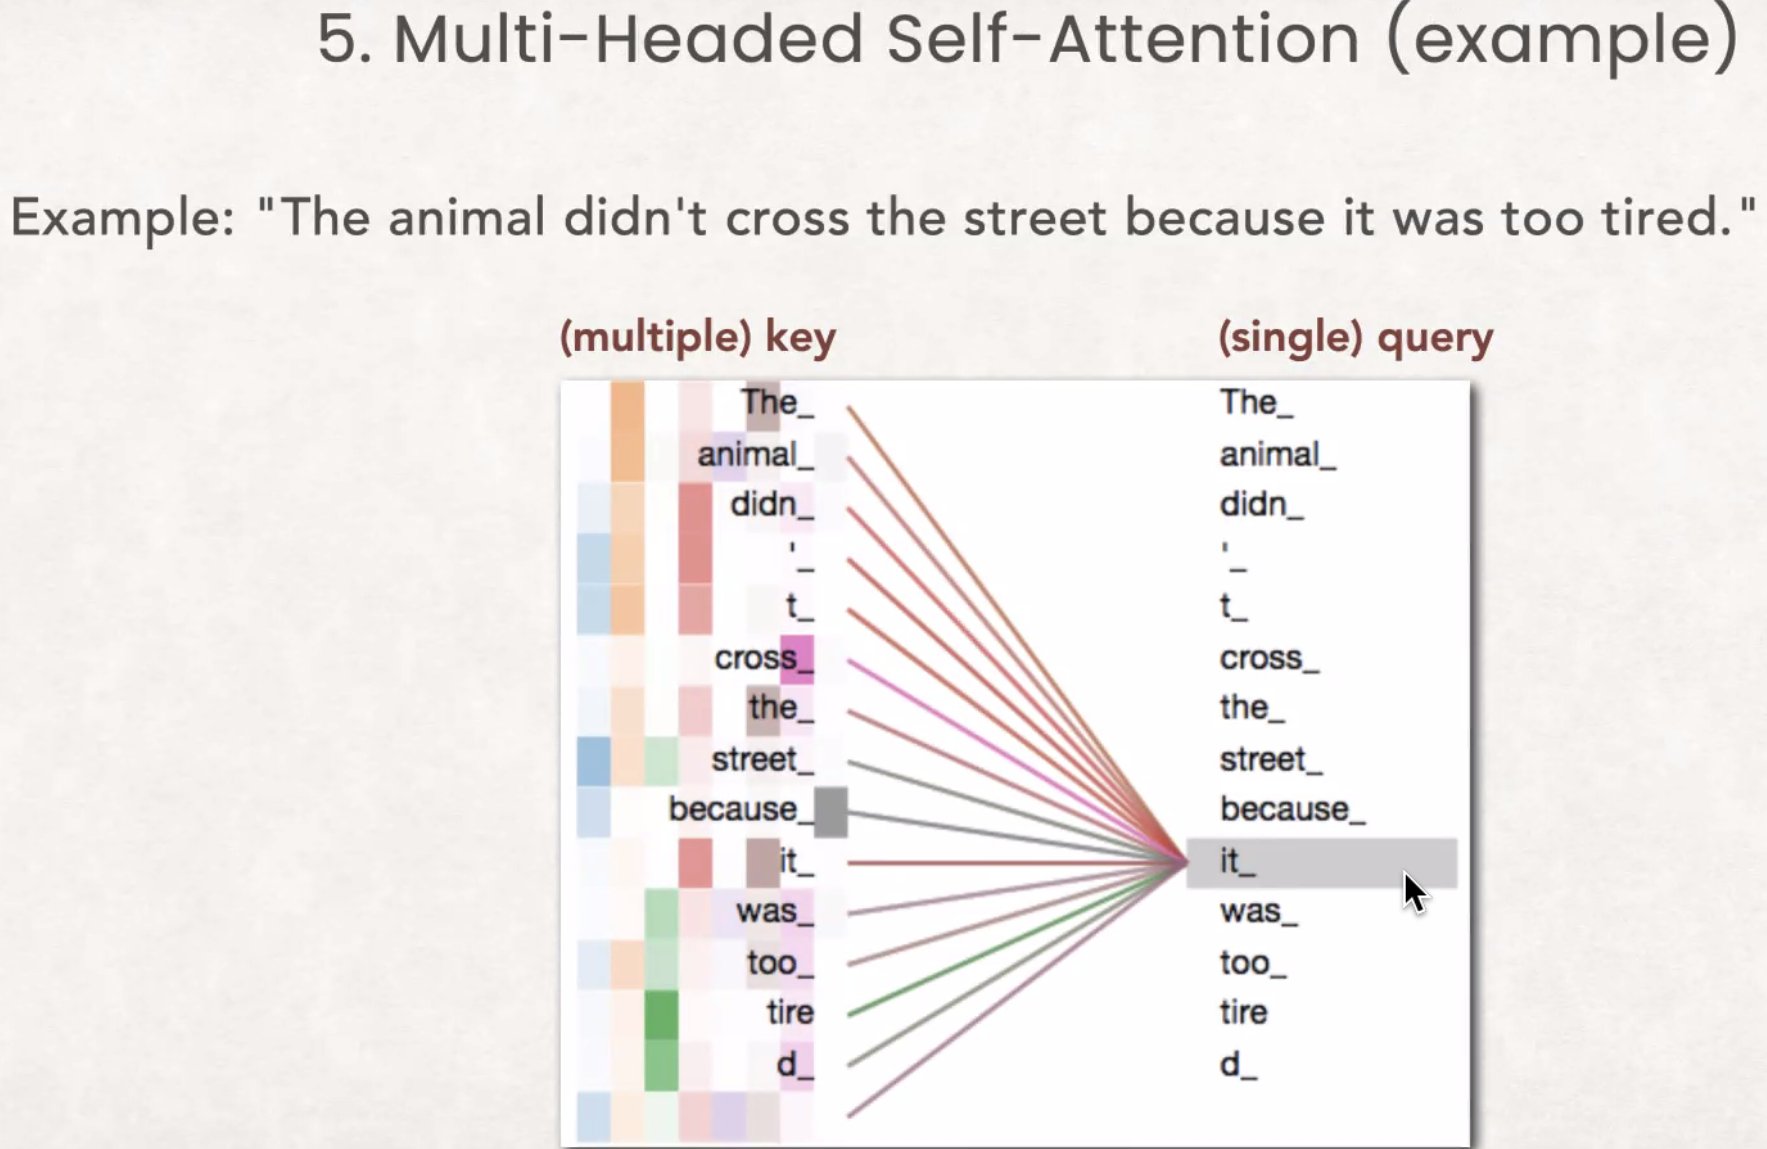 5. Multi-Headed Self-Attention (example)
Example: "The animal didn't cross the street because it was too tired."
(multiple) key (single) query
The_ The_
animal_ animal_
didn_ didn_
'_ '_
t_ t_
cross_ cross_
the_ the_
street_ street_
because_ because_
it_ it_
was_ was_
too_ too_
tire tire
d_ d_